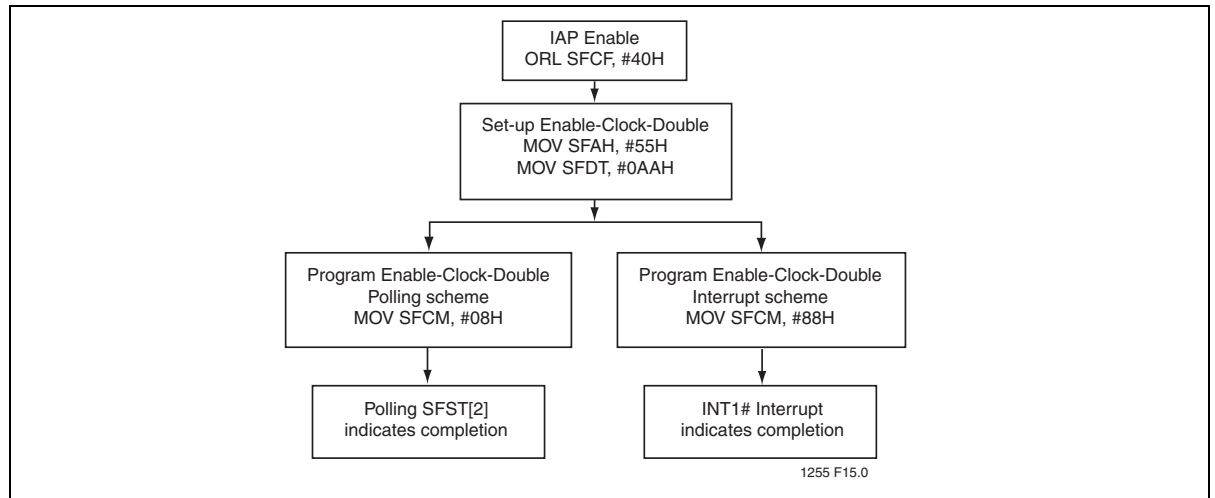 IAP Enable
ORL SFCF, #40H
Set-up Enable-Clock-Double
MOV SFAH, #55H
MOV SFDT, #0AAH
Program Enable-Clock-Double
Polling scheme
MOV SFCM, #08H
Program Enable-Clock-Double
Interrupt scheme
MOV SFCM, #88H
Polling SFST[2]
indicates completion
INT1# Interrupt
indicates completion
1255 F15.0